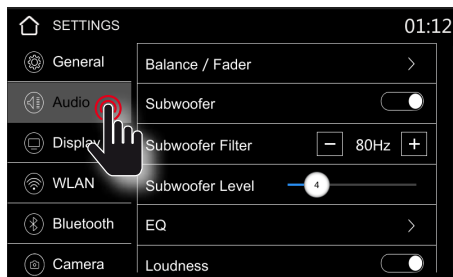 SETTINGS 01:12
General
Audio
Display
WLAN
Bluetooth
Camera
Balance / Fader
Subwoofer
Subwoofer Filter − 80Hz +
Subwoofer Level 4
EQ
Loudness